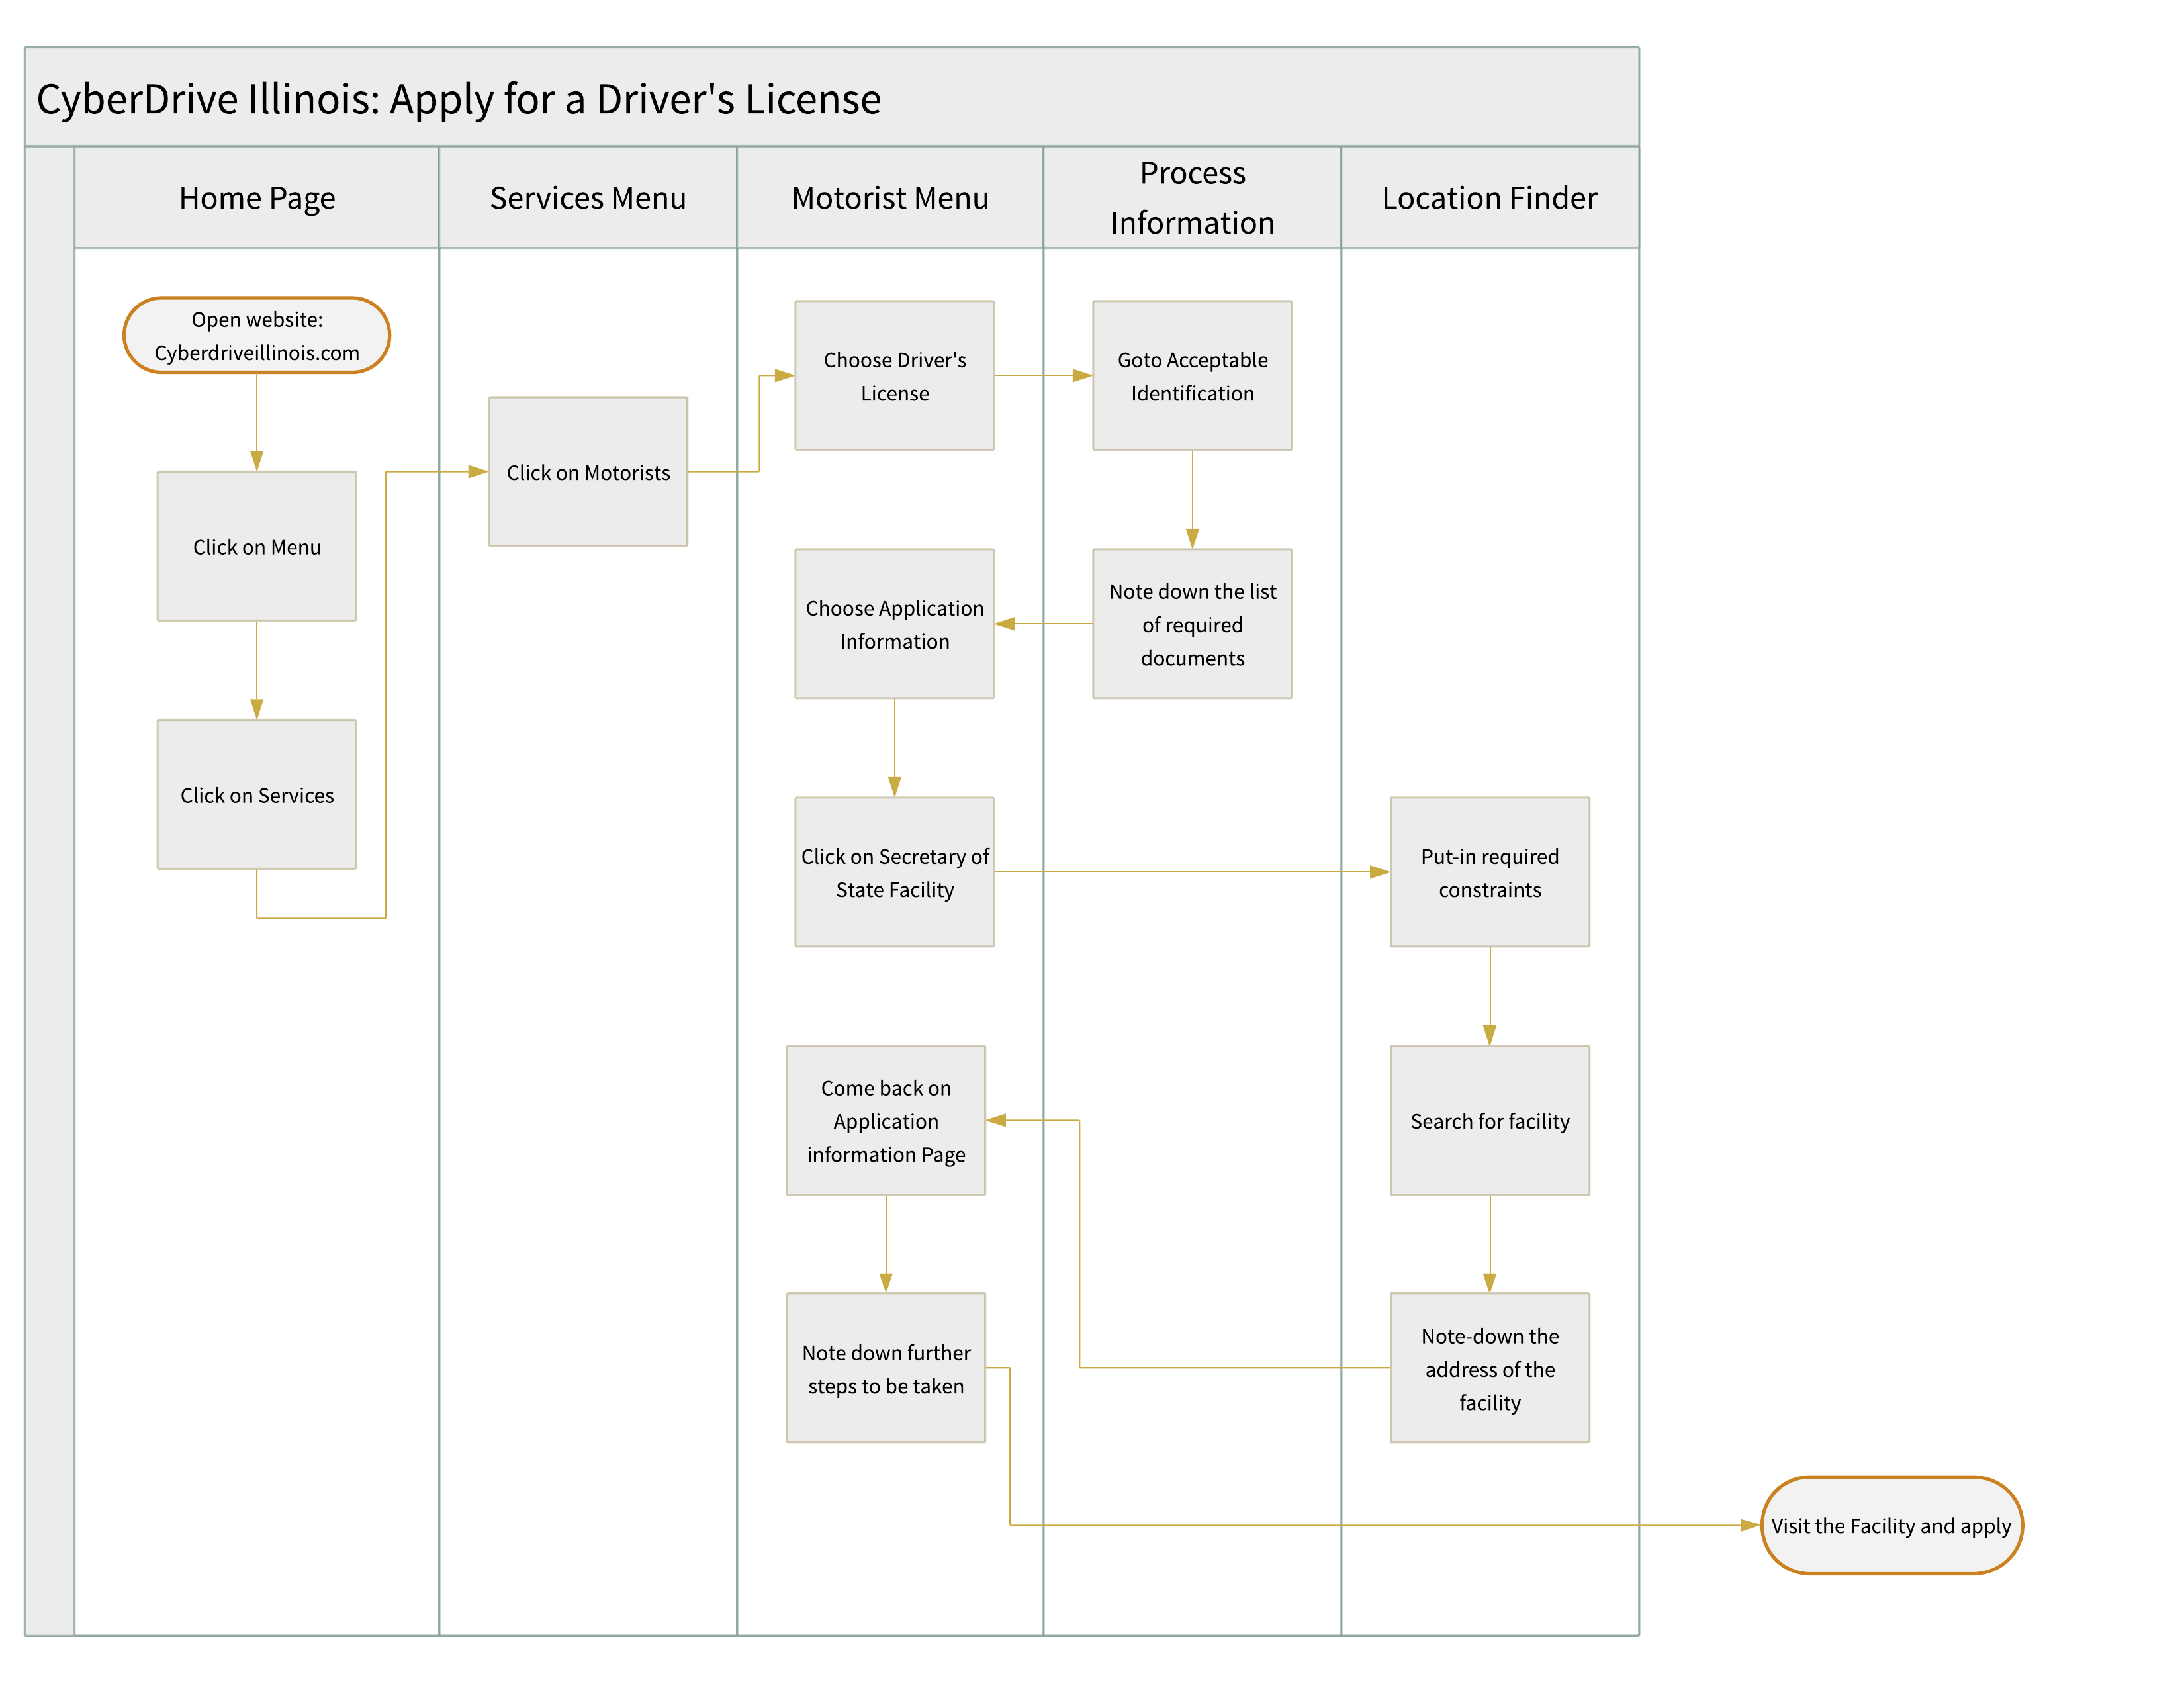 CyberDrive Illinois: Apply for a Driver's License
Home Page
Services Menu
Motorist Menu
Process
Information
Location Finder
Open website:
Cyberdriveillinois.com
Click on Menu
Click on Services
Click on Motorists
Choose Driver's
License
Goto Acceptable
Identification
Note down the list
of required
documents
Choose Application
Information
Click on Secretary of
State Facility
Put-in required
constraints
Search for facility
Note-down the
address of the
facility
Come back on
Application
information Page
Note down further
steps to be taken
Visit the Facility and apply